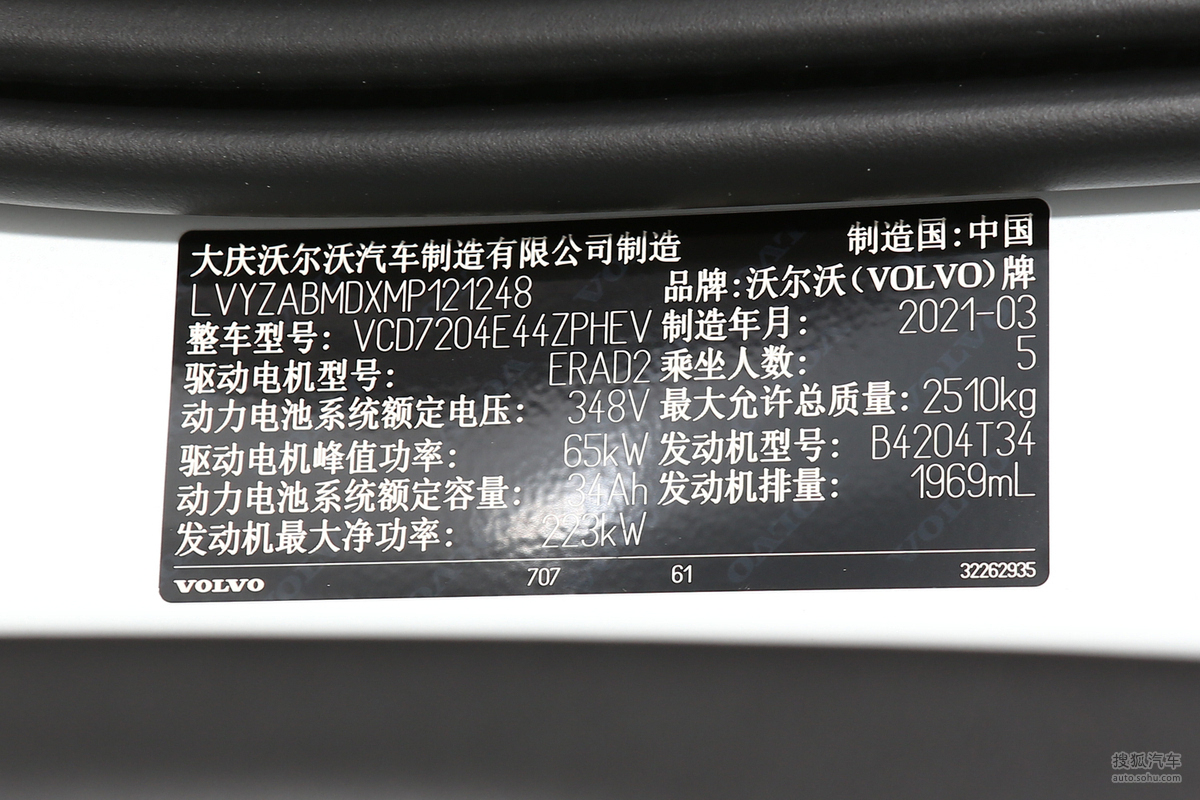 大庆沃尔沃汽车制造有限公司制造 制造国:中国
LVYZABMDXMP121248 品牌:沃尔沃(VOLVO)牌
整车型号: VCD7204E44ZPHEV 制造年月: 2021-03
驱动电机型号: ERAD2 乘坐人数: 5
动力电池系统额定电压: 348V 最大允许总质量: 2510kg
驱动电机峰值功率: 65kW 发动机型号: B4204T34
动力电池系统额定容量: 34Ah 发动机排量: 1969mL
发动机最大净功率: 223kW
VOLVO 707 61 32262935
搜狐汽车
auto.sohu.com